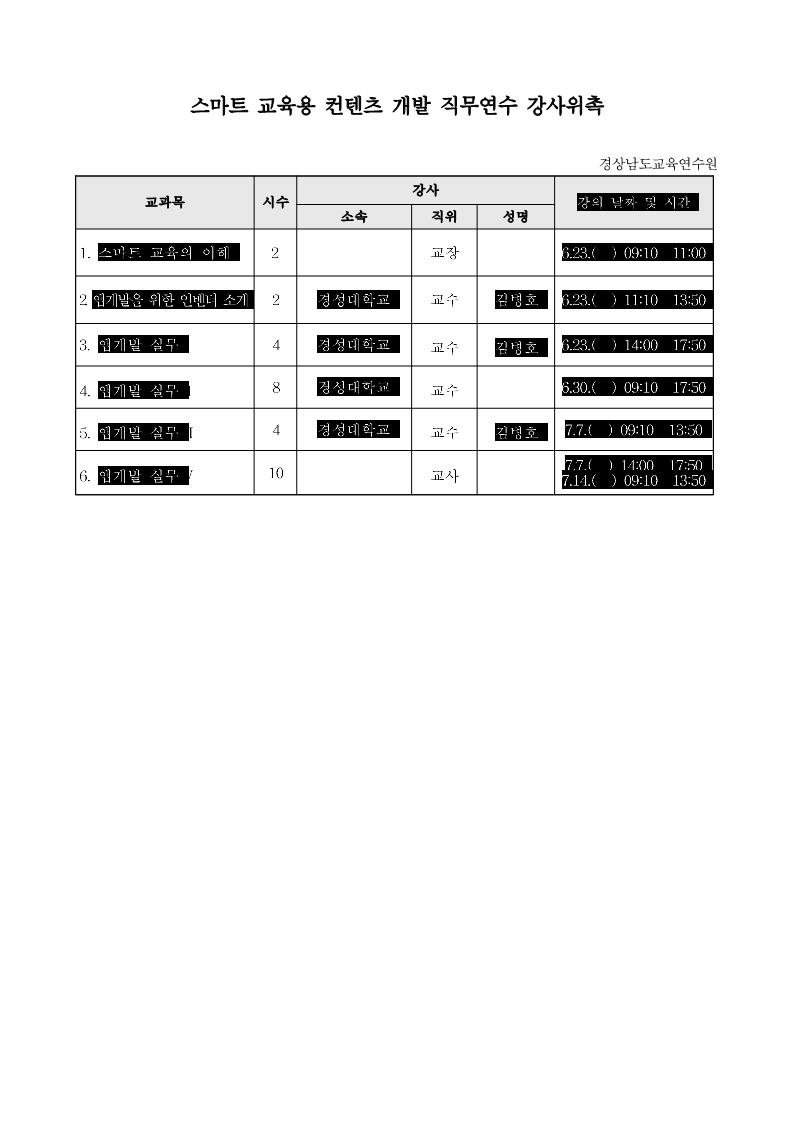 스마트 교육용 컨텐츠 개발 직무연수 강사위촉
경상남도교육연수원
교과목 시수 강사 강의 날짜 및 시간
소속 직위 성명
1. 스마트 교육의 이해 2 교장 6.23.( ) 09:10 11:00
2 앱개발을 위한 인벤터 소개 2 경성대학교 교수 김병호 6.23.( ) 11:10 13:50
3. 앱개발 실무 4 경성대학교 교수 김병호 6.23.( ) 14:00 17:50
4. 앱개발 실무 8 경성대학교 교수 6.30.( ) 09:10 17:50
5. 앱개발 실무 4 경성대학교 교수 김병호 7.7.( ) 09:10 13:50
6. 앱개발 실무 10 교사 7.7.( ) 14:00 17:50
7.14.( ) 09:10 13:50